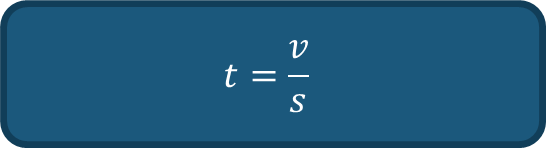 t = v/s